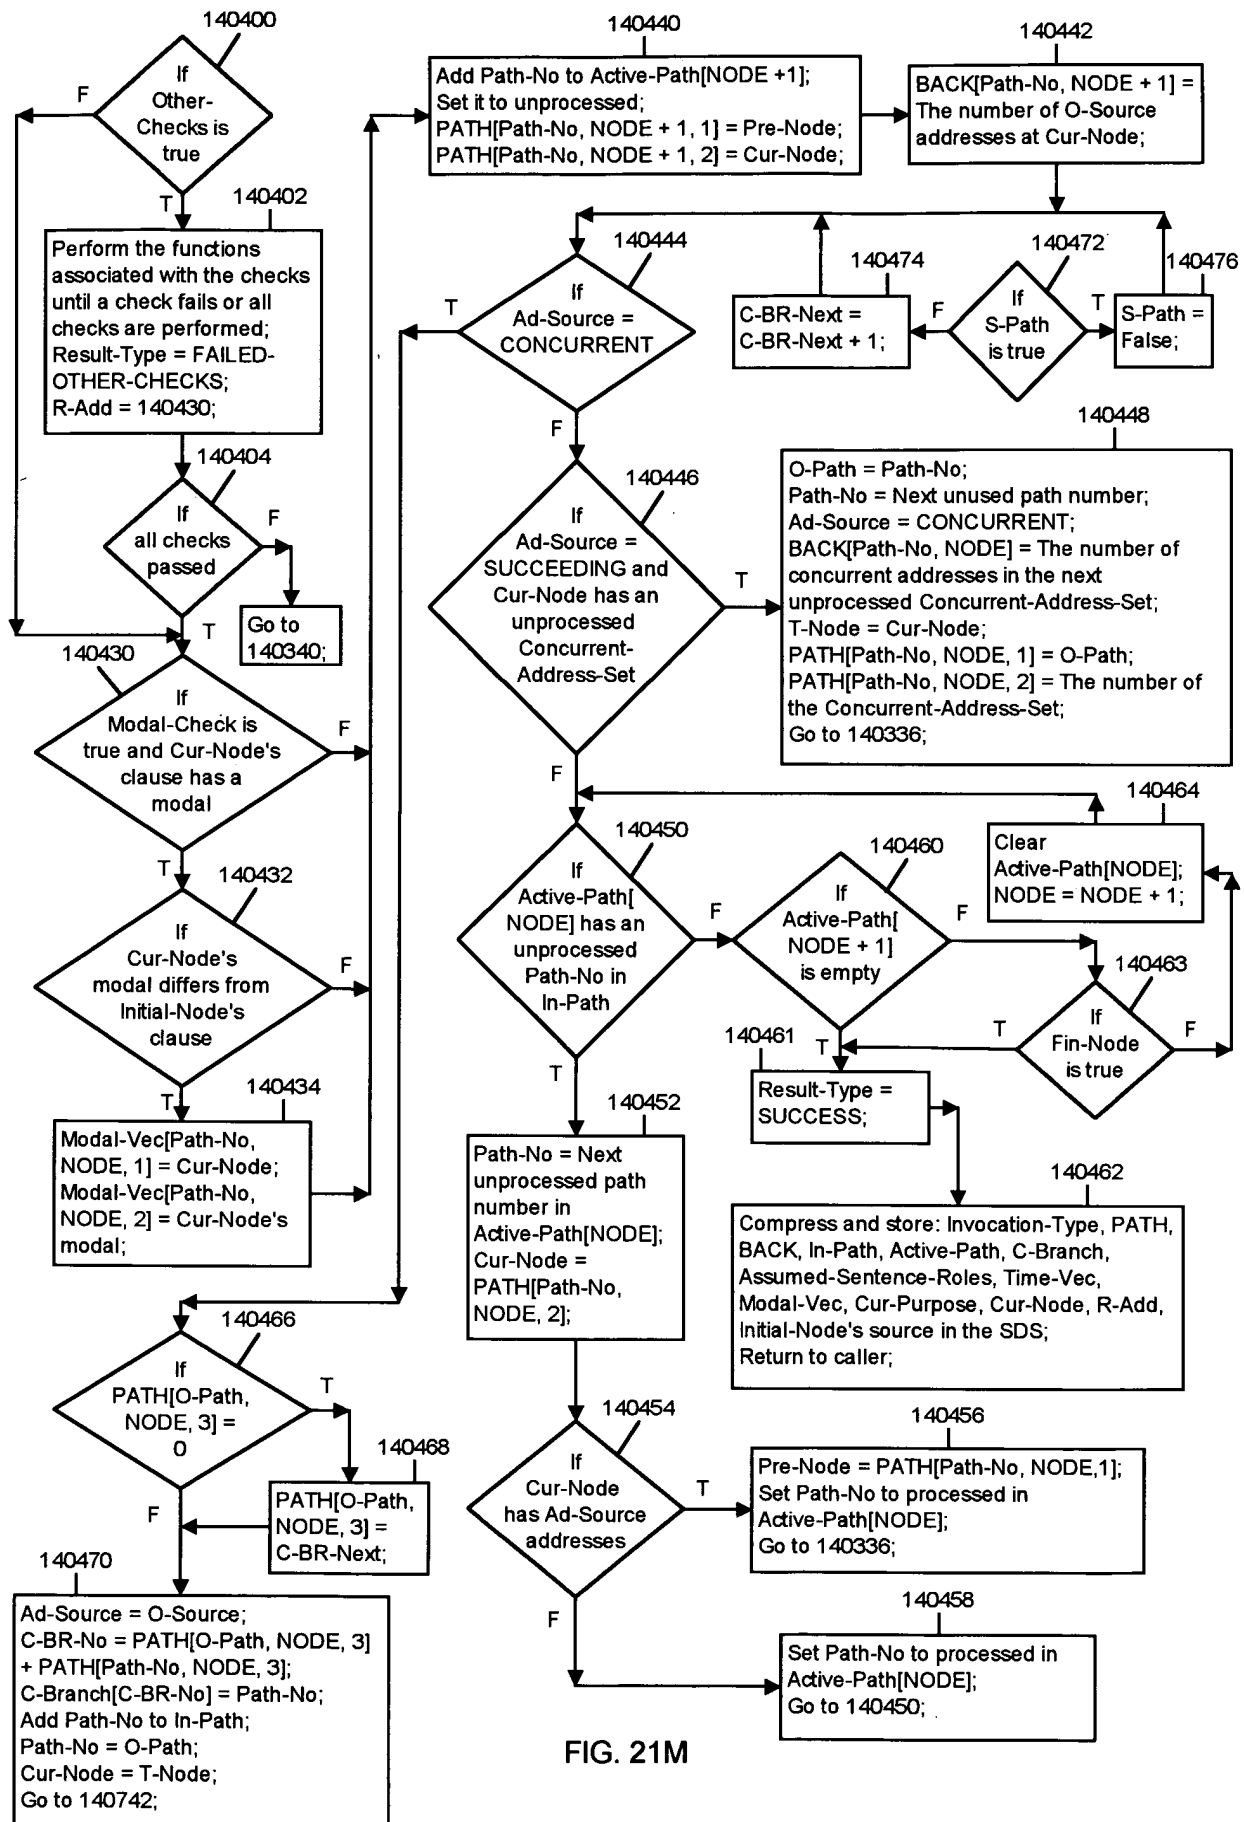 140400
If
Other-
Checks is
true
F
T
140402
Perform the functions
associated with the checks
until a check fails or all
checks are performed;
Result-Type = FAILED-
OTHER-CHECKS;
R-Add = 140430;
140404
If
all checks
passed
F
T
Go to
140340;
140430
If
Modal-Check is
true and Cur-Node's
clause has a
modal
F
T
140432
If
Cur-Node's
modal differs from
Initial-Node's
clause
F
T
140434
Modal-Vec[Path-No,
NODE, 1] = Cur-Node;
Modal-Vec[Path-No,
NODE, 2] = Cur-Node's
modal;
140440
Add Path-No to Active-Path[NODE +1];
Set it to unprocessed;
PATH[Path-No, NODE + 1, 1] = Pre-Node;
PATH[Path-No, NODE + 1, 2] = Cur-Node;
140442
BACK[Path-No, NODE + 1] =
The number of O-Source
addresses at Cur-Node;
140444
If
Ad-Source =
CONCURRENT
T
F
140474
C-BR-Next =
C-BR-Next + 1;
140472
If
S-Path
is true
F
T
140476
S-Path =
False;
140446
If
Ad-Source =
SUCCEEDING and
Cur-Node has an
unprocessed
Concurrent-
Address-Set
T
F
140448
O-Path = Path-No;
Path-No = Next unused path number;
Ad-Source = CONCURRENT;
BACK[Path-No, NODE] = The number of
concurrent addresses in the next
unprocessed Concurrent-Address-Set;
T-Node = Cur-Node;
PATH[Path-No, NODE, 1] = O-Path;
PATH[Path-No, NODE, 2] = The number of
the Concurrent-Address-Set;
Go to 140336;
140450
If
Active-Path[
NODE] has an
unprocessed
Path-No in
In-Path
F
T
140460
If
Active-Path[
NODE + 1]
is empty
F
T
140464
Clear
Active-Path[NODE];
NODE = NODE + 1;
140463
If
Fin-Node
is true
T
F
140461
Result-Type =
SUCCESS;
140462
Compress and store: Invocation-Type, PATH,
BACK, In-Path, Active-Path, C-Branch,
Assumed-Sentence-Roles, Time-Vec,
Modal-Vec, Cur-Purpose, Cur-Node, R-Add,
Initial-Node's source in the SDS;
Return to caller;
140452
Path-No = Next
unprocessed path
number in
Active-Path[NODE];
Cur-Node =
PATH[Path-No,
NODE, 2];
140454
If
Cur-Node
has Ad-Source
addresses
T
F
140456
Pre-Node = PATH[Path-No, NODE,1];
Set Path-No to processed in
Active-Path[NODE];
Go to 140336;
140458
Set Path-No to processed in
Active-Path[NODE];
Go to 140450;
140466
If
PATH[O-Path,
NODE, 3] =
0
T
F
140468
PATH[O-Path,
NODE, 3] =
C-BR-Next;
140470
Ad-Source = O-Source;
C-BR-No = PATH[O-Path, NODE, 3]
+ PATH[Path-No, NODE, 3];
C-Branch[C-BR-No] = Path-No;
Add Path-No to In-Path;
Path-No = O-Path;
Cur-Node = T-Node;
Go to 140742;
FIG. 21M